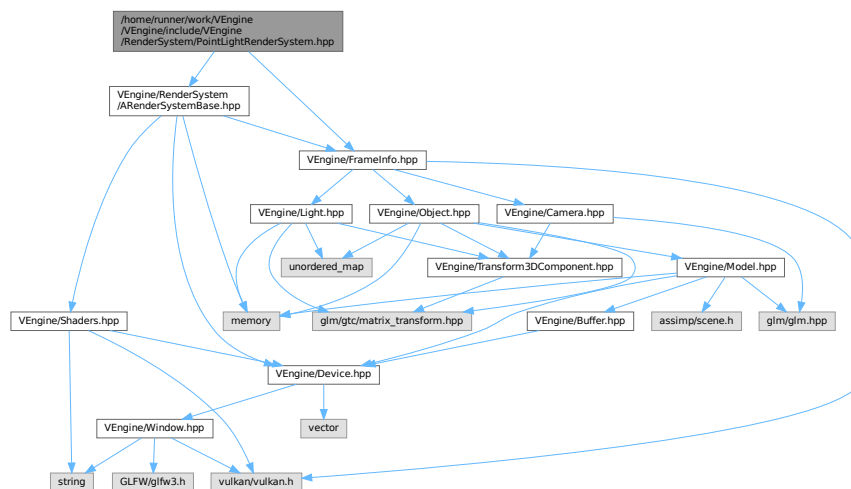 /home/runner/work/VEngine
/VEngine/include/VEngine
/RenderSystem/PointLightRenderSystem.hpp
VEngine/RenderSystem
/ARenderSystemBase.hpp
VEngine/FrameInfo.hpp
VEngine/Light.hpp
VEngine/Object.hpp
VEngine/Camera.hpp
unordered_map
VEngine/Transform3DComponent.hpp
VEngine/Model.hpp
VEngine/Shaders.hpp
memory
glm/gtc/matrix_transform.hpp
VEngine/Buffer.hpp
assimp/scene.h
glm/glm.hpp
VEngine/Device.hpp
VEngine/Window.hpp
vector
string
GLFW/glfw3.h
vulkan/vulkan.h